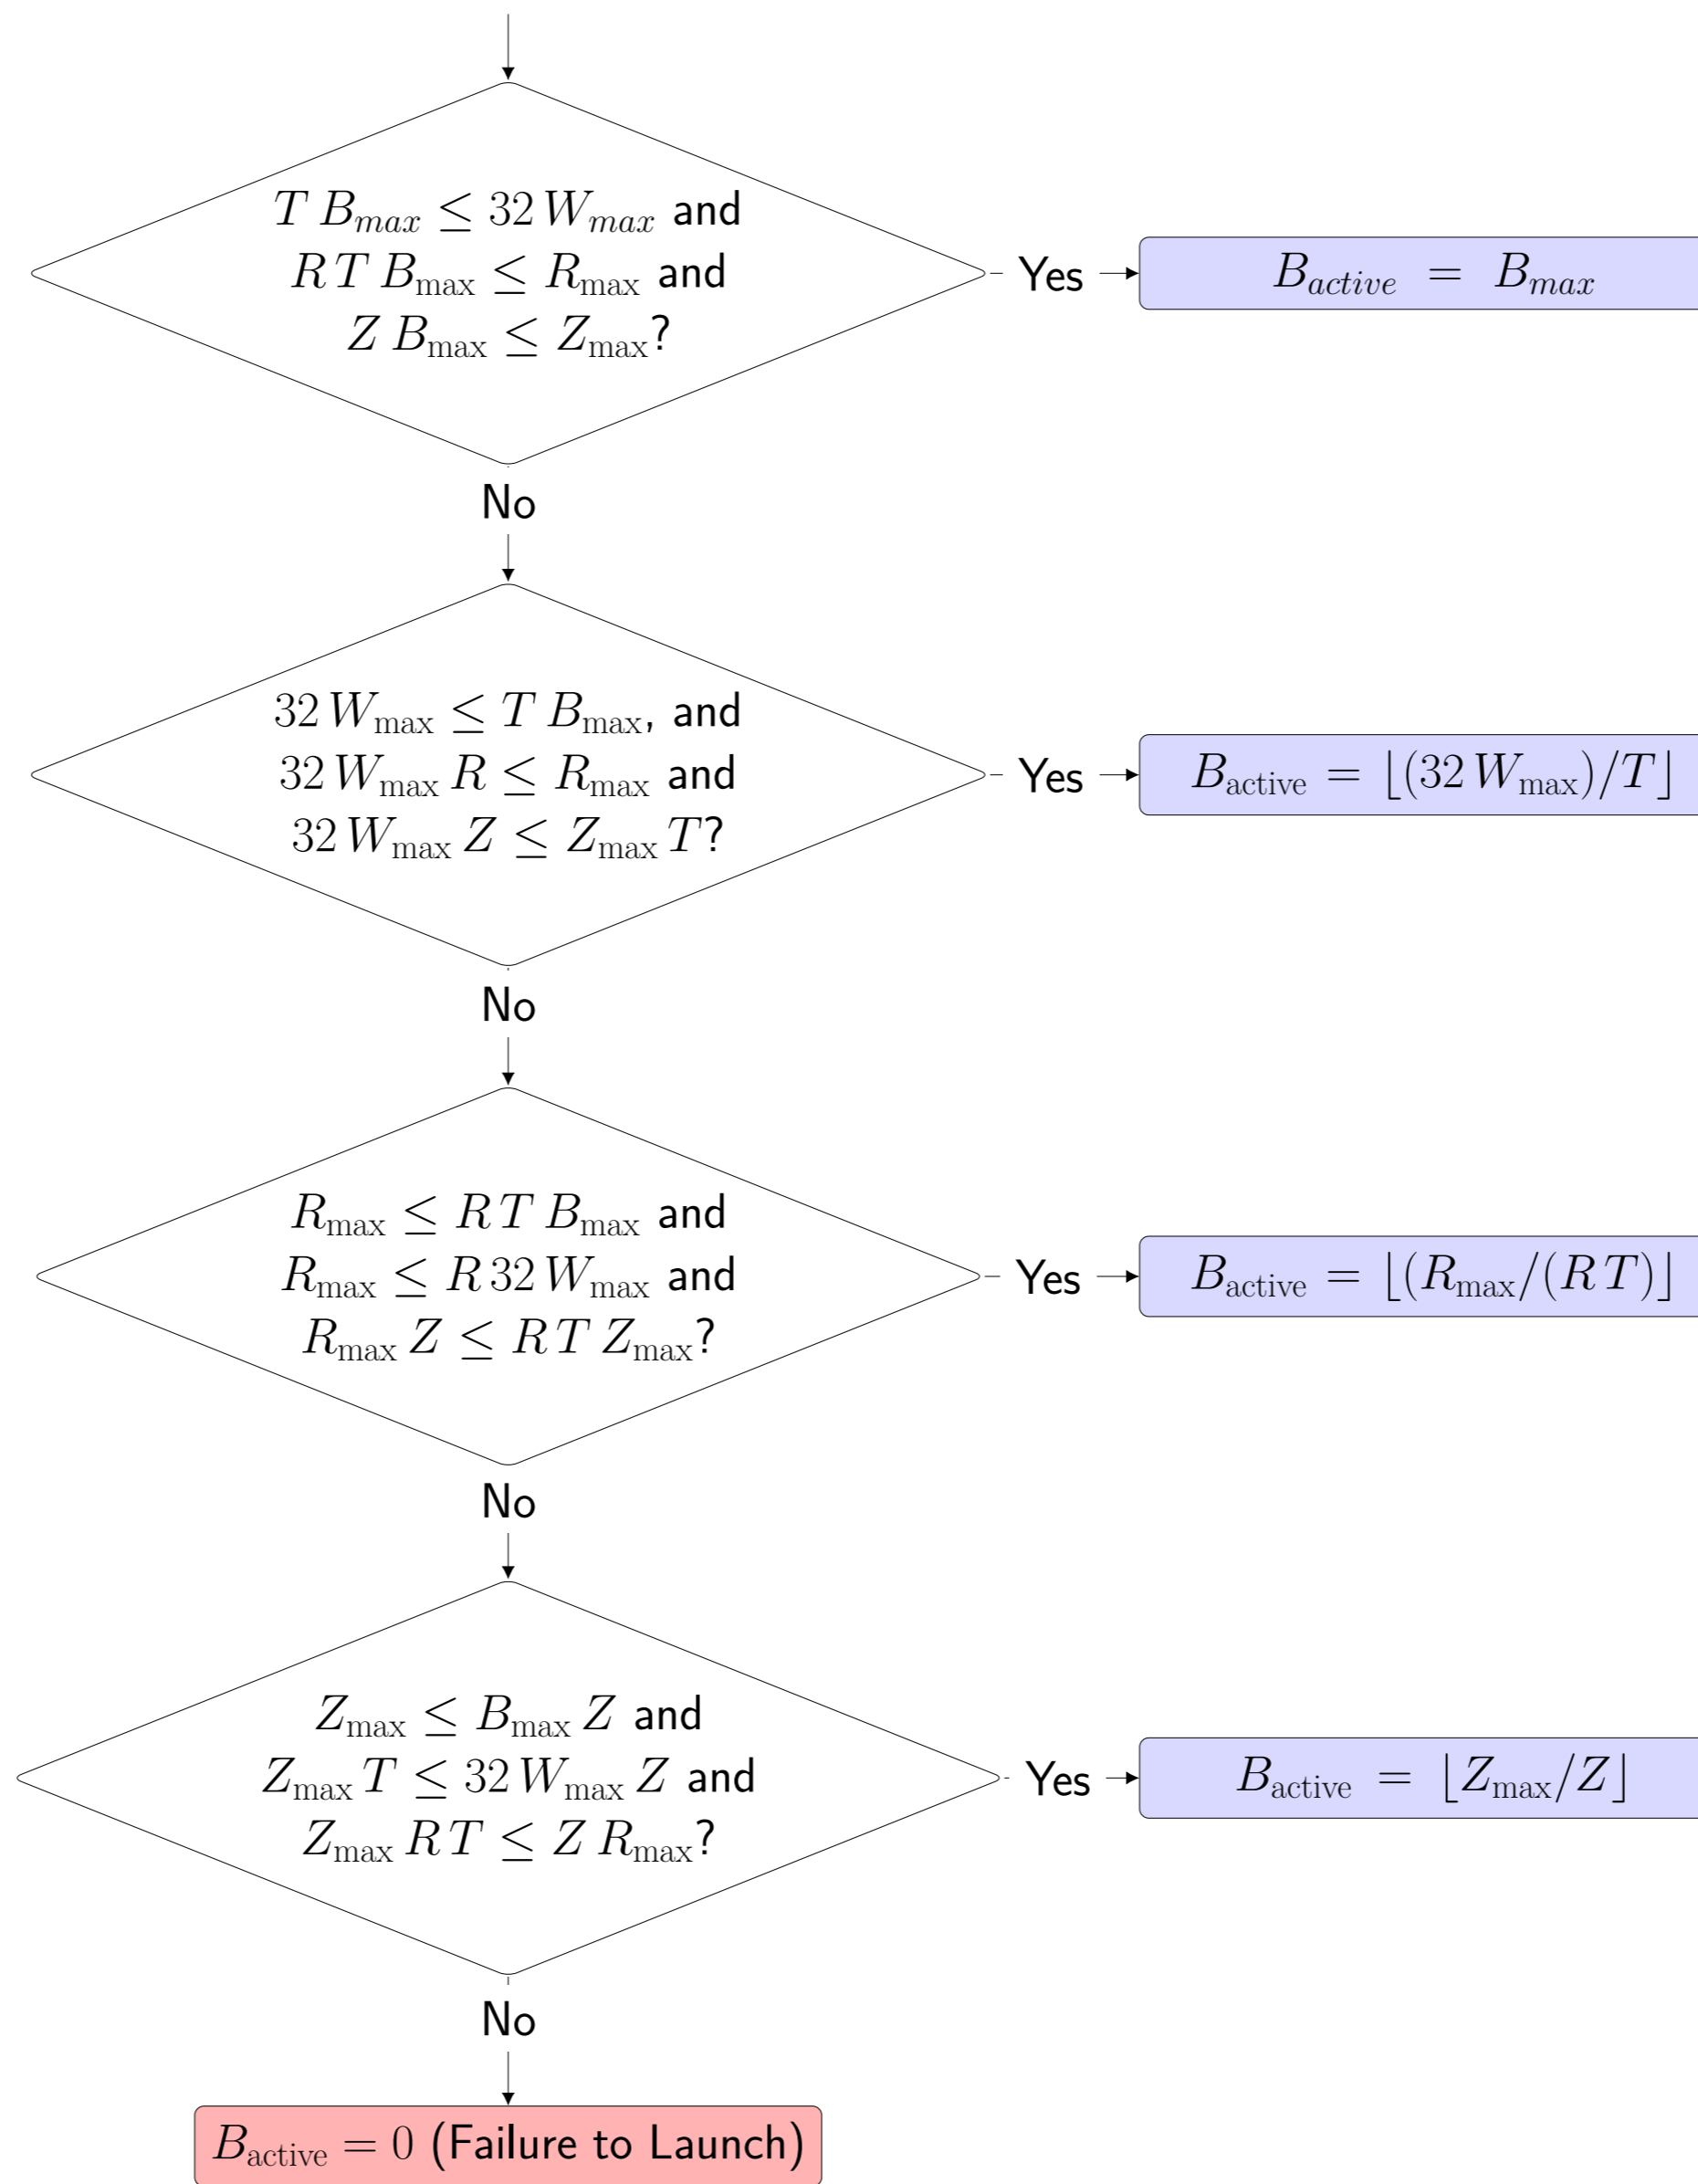 T B_max ≤ 32 W_max and
R T B_max ≤ R_max and
Z B_max ≤ Z_max?
Yes
B_active = B_max
No
32 W_max ≤ T B_max, and
32 W_max R ≤ R_max and
32 W_max Z ≤ Z_max T?
Yes
B_active = ⌊(32 W_max)/T⌋
No
R_max ≤ R T B_max and
R_max ≤ R 32 W_max and
R_max Z ≤ R T Z_max?
Yes
B_active = ⌊(R_max/(R T)⌋
No
Z_max ≤ B_max Z and
Z_max T ≤ 32 W_max Z and
Z_max R T ≤ Z R_max?
Yes
B_active = ⌊Z_max/Z⌋
No
B_active = 0 (Failure to Launch)